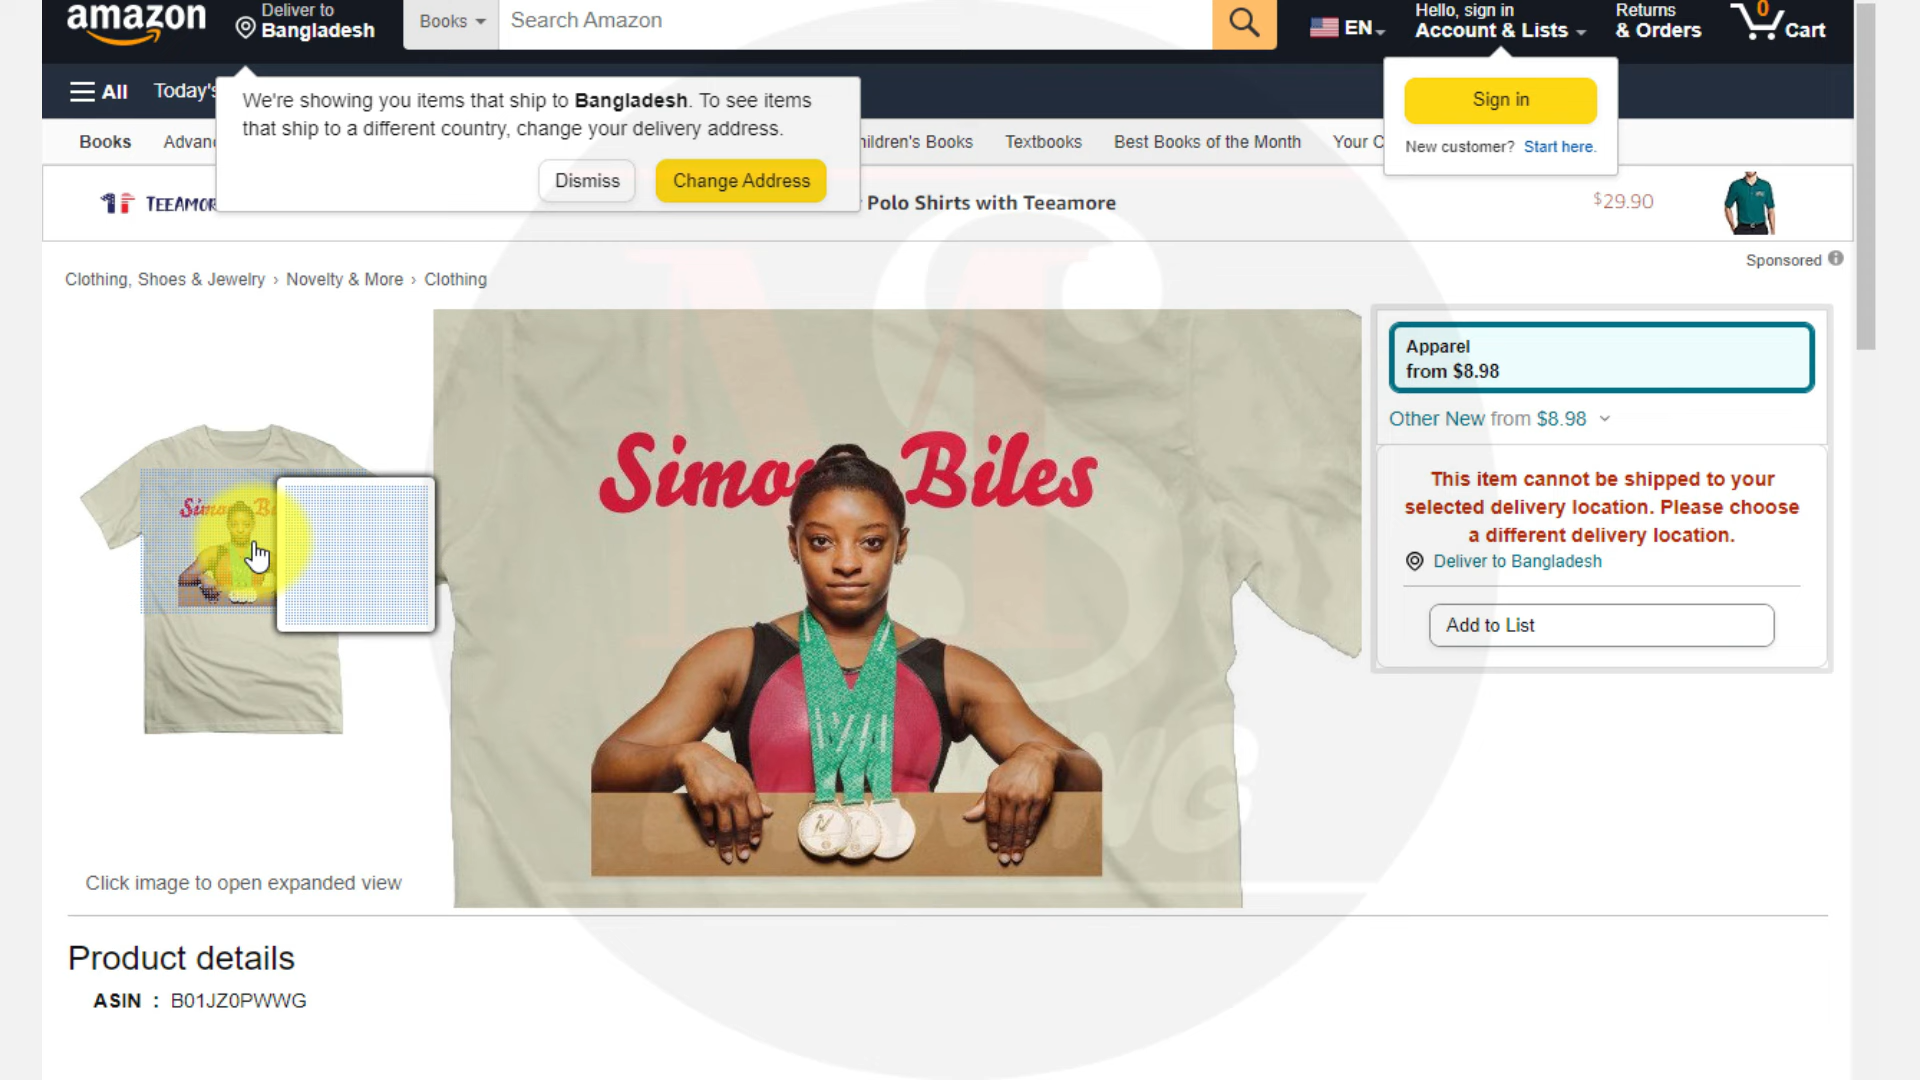 amazon
Deliver to
Bangladesh
Books
Search Amazon
EN
Hello, sign in
Account & Lists
Returns
& Orders
0
Cart
All
Today's
We're showing you items that ship to Bangladesh. To see items
that ship to a different country, change your delivery address.
Dismiss
Change Address
Sign in
New customer? Start here.
Books
Advan
hildren's Books
Textbooks
Best Books of the Month
Your C
TEEAMOR
Polo Shirts with Teeamore
$29.90
Sponsored
Clothing, Shoes & Jewelry › Novelty & More › Clothing
Simo Biles
Simo Bi
Apparel
from $8.98
Other New from $8.98
This item cannot be shipped to your
selected delivery location. Please choose
a different delivery location.
Deliver to Bangladesh
Add to List
Click image to open expanded view
Product details
ASIN : B01JZ0PWWG